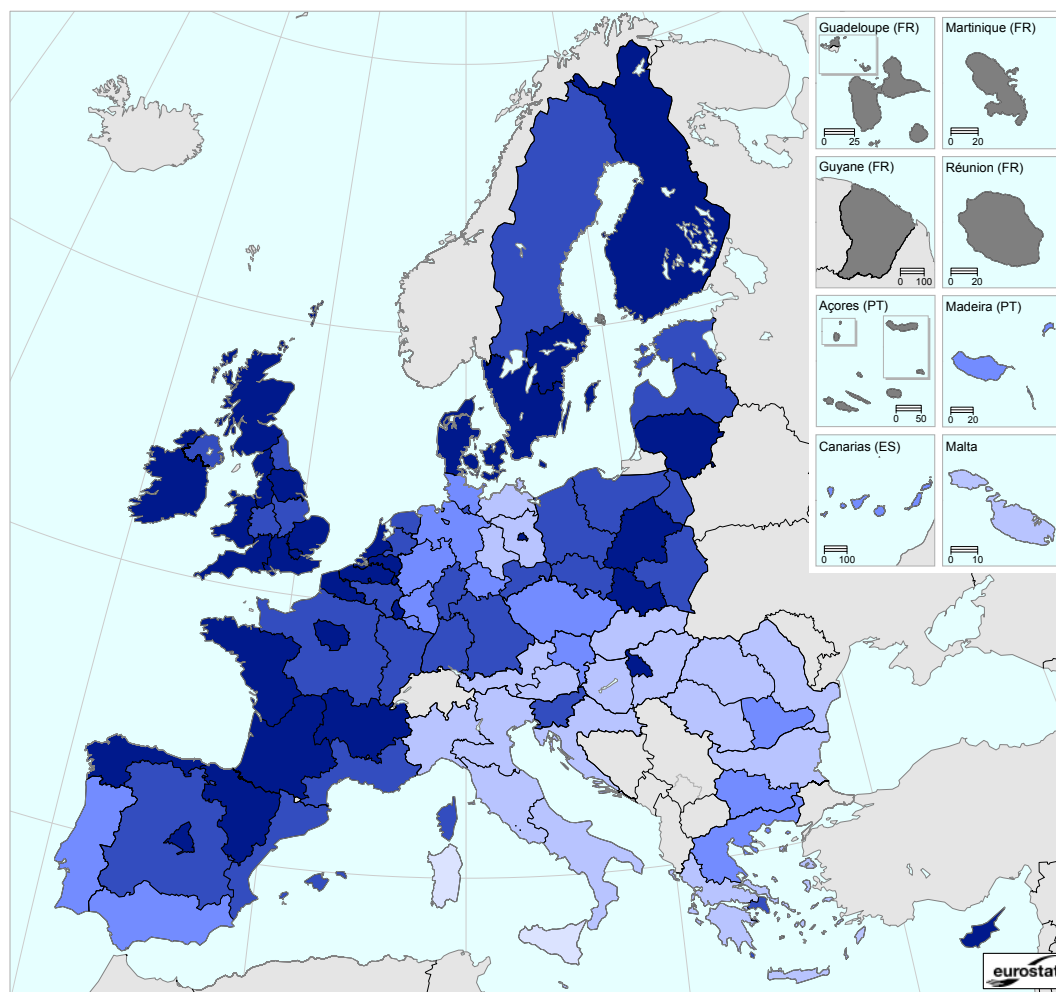 Guadeloupe (FR)
0 25
Martinique (FR)
0 20
Guyane (FR)
0 100
Réunion (FR)
0 20
Açores (PT)
0 50
Madeira (PT)
0 20
Canarias (ES)
0 100
Malta
0 10
eurostat